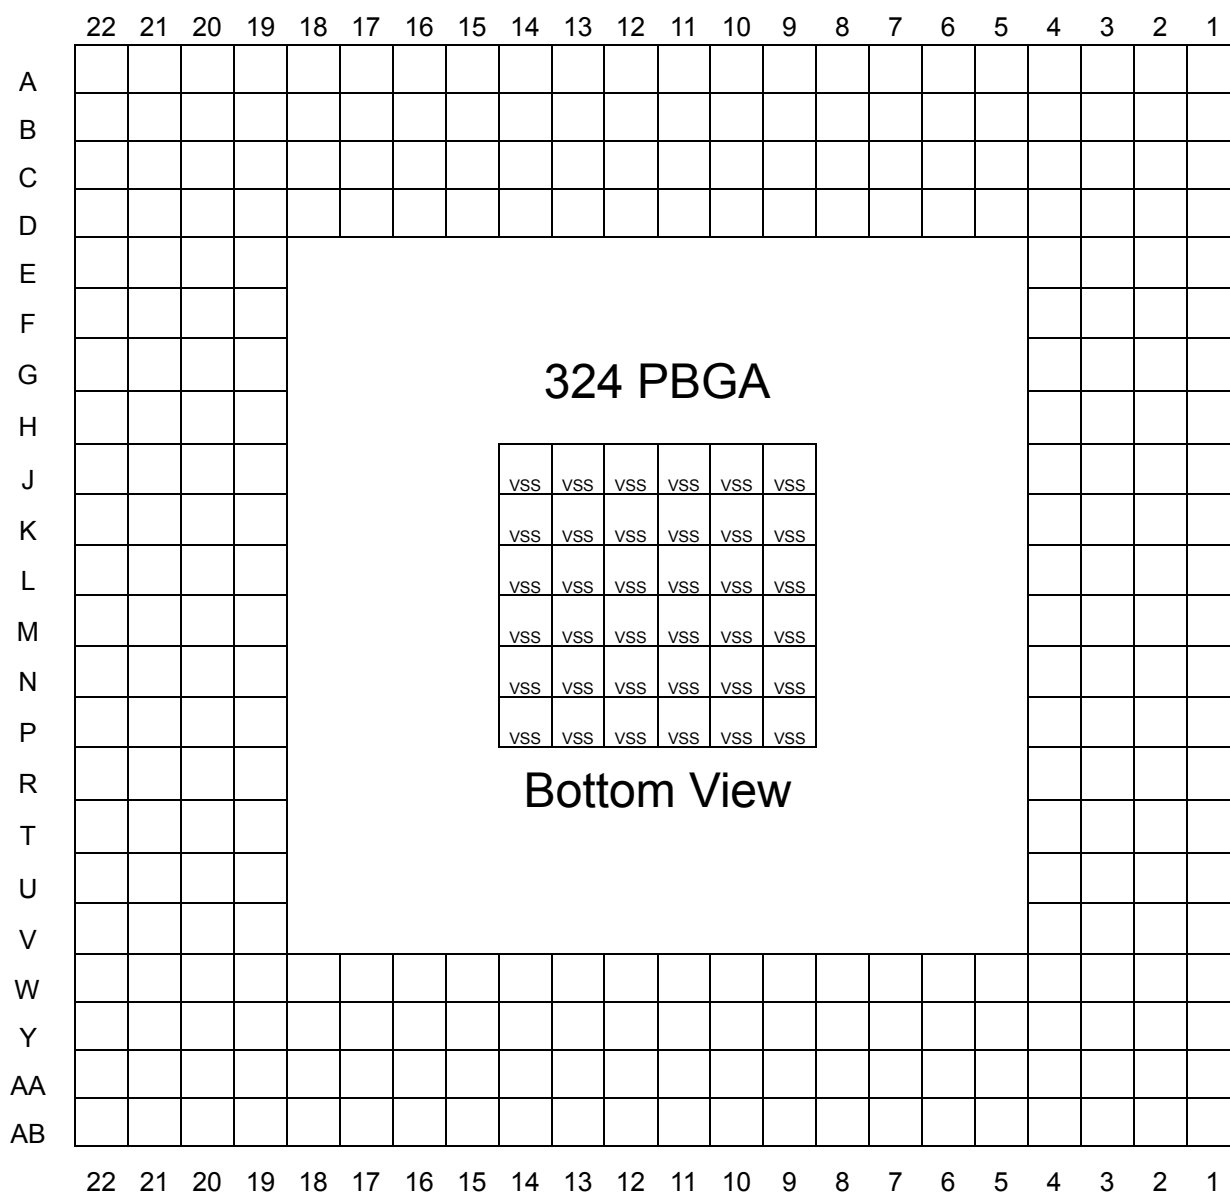 22 21 20 19 18 17 16 15 14 13 12 11 10 9 8 7 6 5 4 3 2 1
A
B
C
D
E
F
G
324 PBGA
H
J VSS VSS VSS VSS VSS VSS
K VSS VSS VSS VSS VSS VSS
L VSS VSS VSS VSS VSS VSS
M VSS VSS VSS VSS VSS VSS
N VSS VSS VSS VSS VSS VSS
P VSS VSS VSS VSS VSS VSS
R
Bottom View
T
U
V
W
Y
AA
AB
22 21 20 19 18 17 16 15 14 13 12 11 10 9 8 7 6 5 4 3 2 1